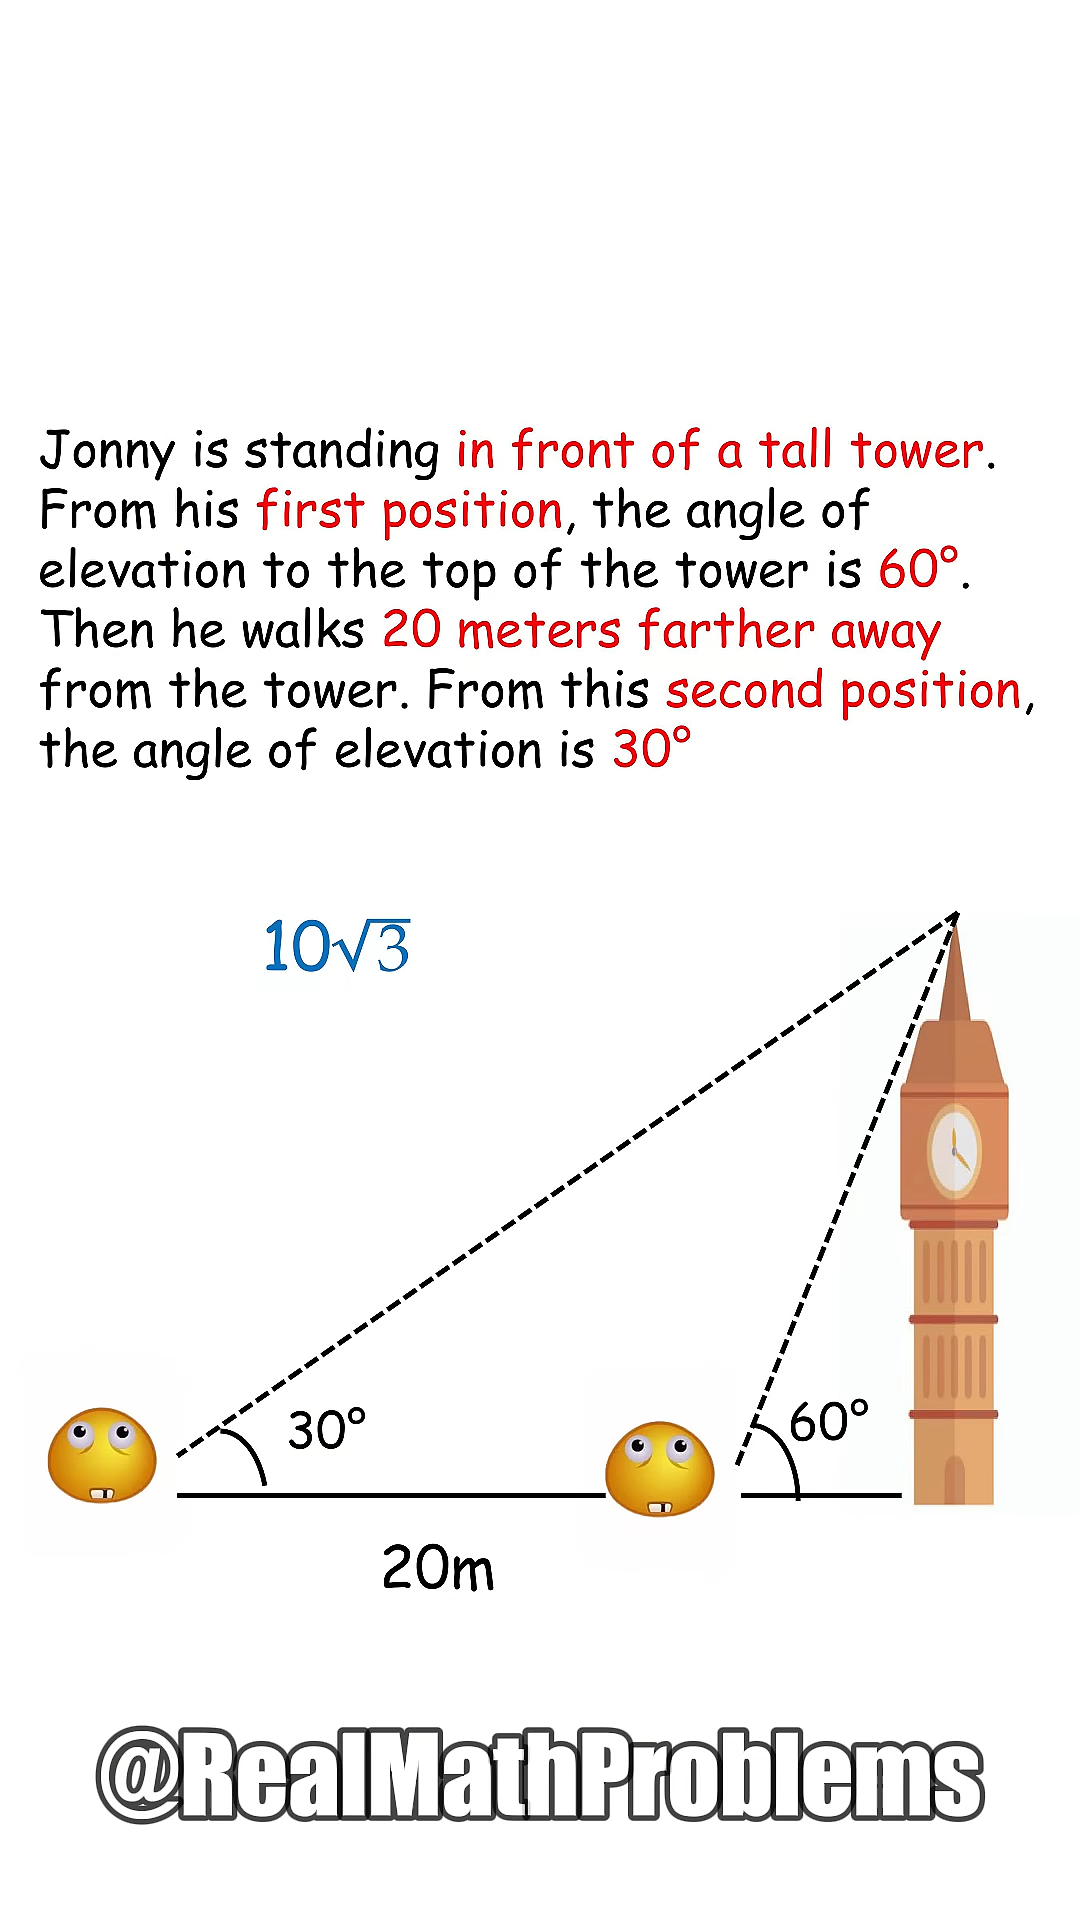 Jonny is standing in front of a tall tower.
From his first position, the angle of
elevation to the top of the tower is 60°.
Then he walks 20 meters farther away
from the tower. From this second position,
the angle of elevation is 30°
10√3
30°
60°
20m
@RealMathProblems